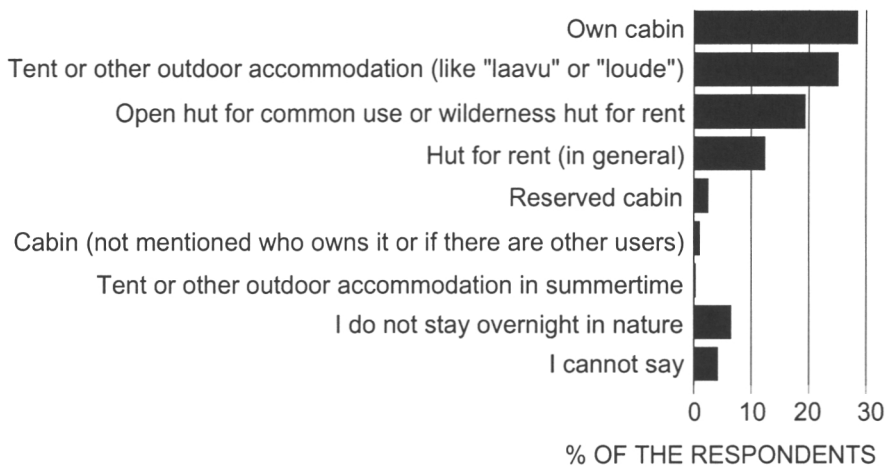 Own cabin
Tent or other outdoor accommodation (like "laavu" or "loude")
Open hut for common use or wilderness hut for rent
Hut for rent (in general)
Reserved cabin
Cabin (not mentioned who owns it or if there are other users)
Tent or other outdoor accommodation in summertime
I do not stay overnight in nature
I cannot say
0 10 20 30
% OF THE RESPONDENTS